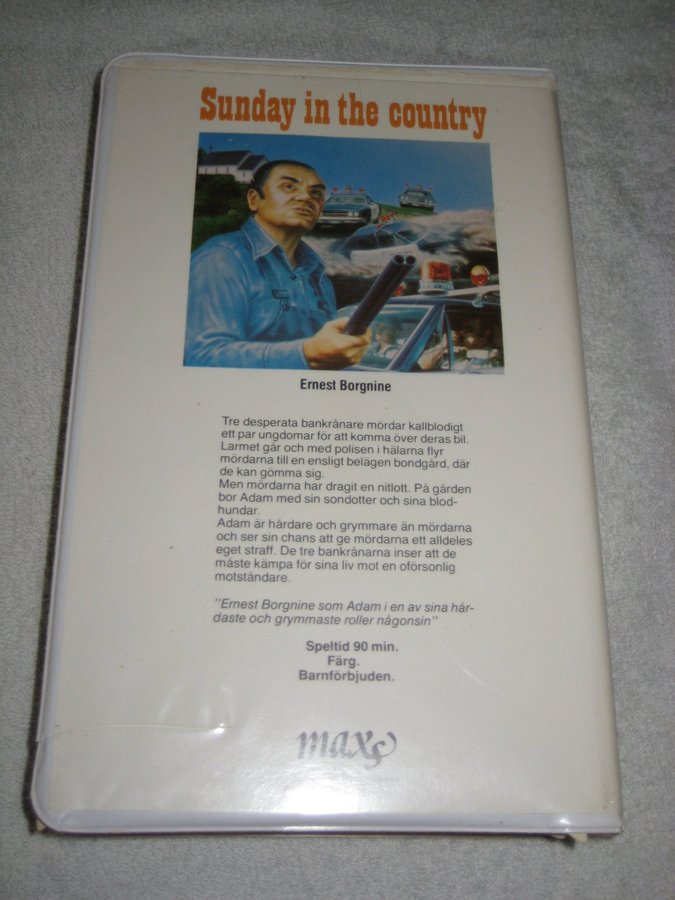 Sunday in the country
Ernest Borgnine
Tre desperata bankrånare mördar kallblodigt
ett par ungdomar för att komma över deras bil.
Larmet går och med polisen i hälarna flyr
mördarna till en ensligt belägen bondgård, där
de kan gömma sig.
Men mördarna har dragit en nitlott. På gården
bor Adam med sin sondotter och sina blod-
hundar.
Adam är hårdare och grymmare än mördarna
och ser sin chans att ge mördarna ett alldeles
eget straff. De tre bankrånarna inser att de
måste kämpa för sina liv mot en oförsonlig
motståndare.
"Ernest Borgnine som Adam i en av sina hår-
daste och grymmaste roller någonsin"
Speltid 90 min.
Färg.
Barnförbjuden.
maxs